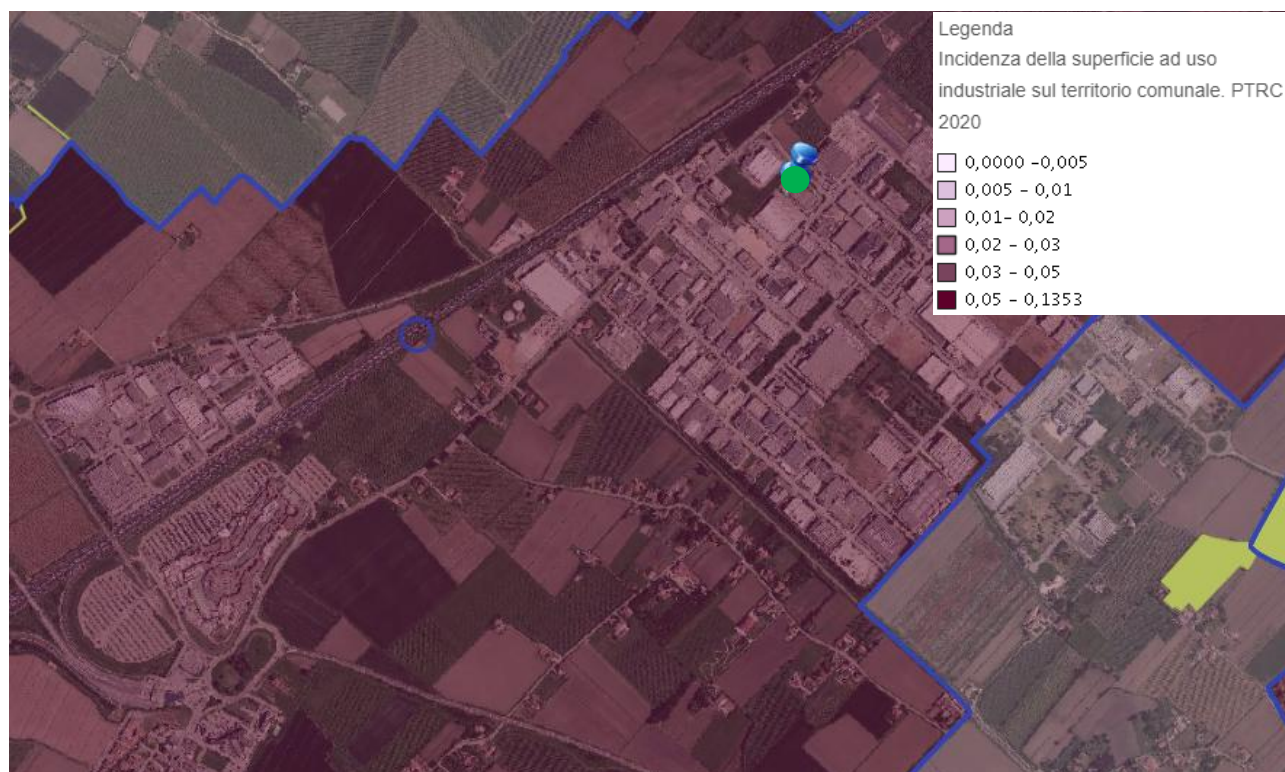 Legenda
Incidenza della superficie ad uso
industriale sul territorio comunale. PTRC
2020
0,0000 -0,005
0,005 - 0,01
0,01- 0,02
0,02 - 0,03
0,03 - 0,05
0,05 - 0,1353